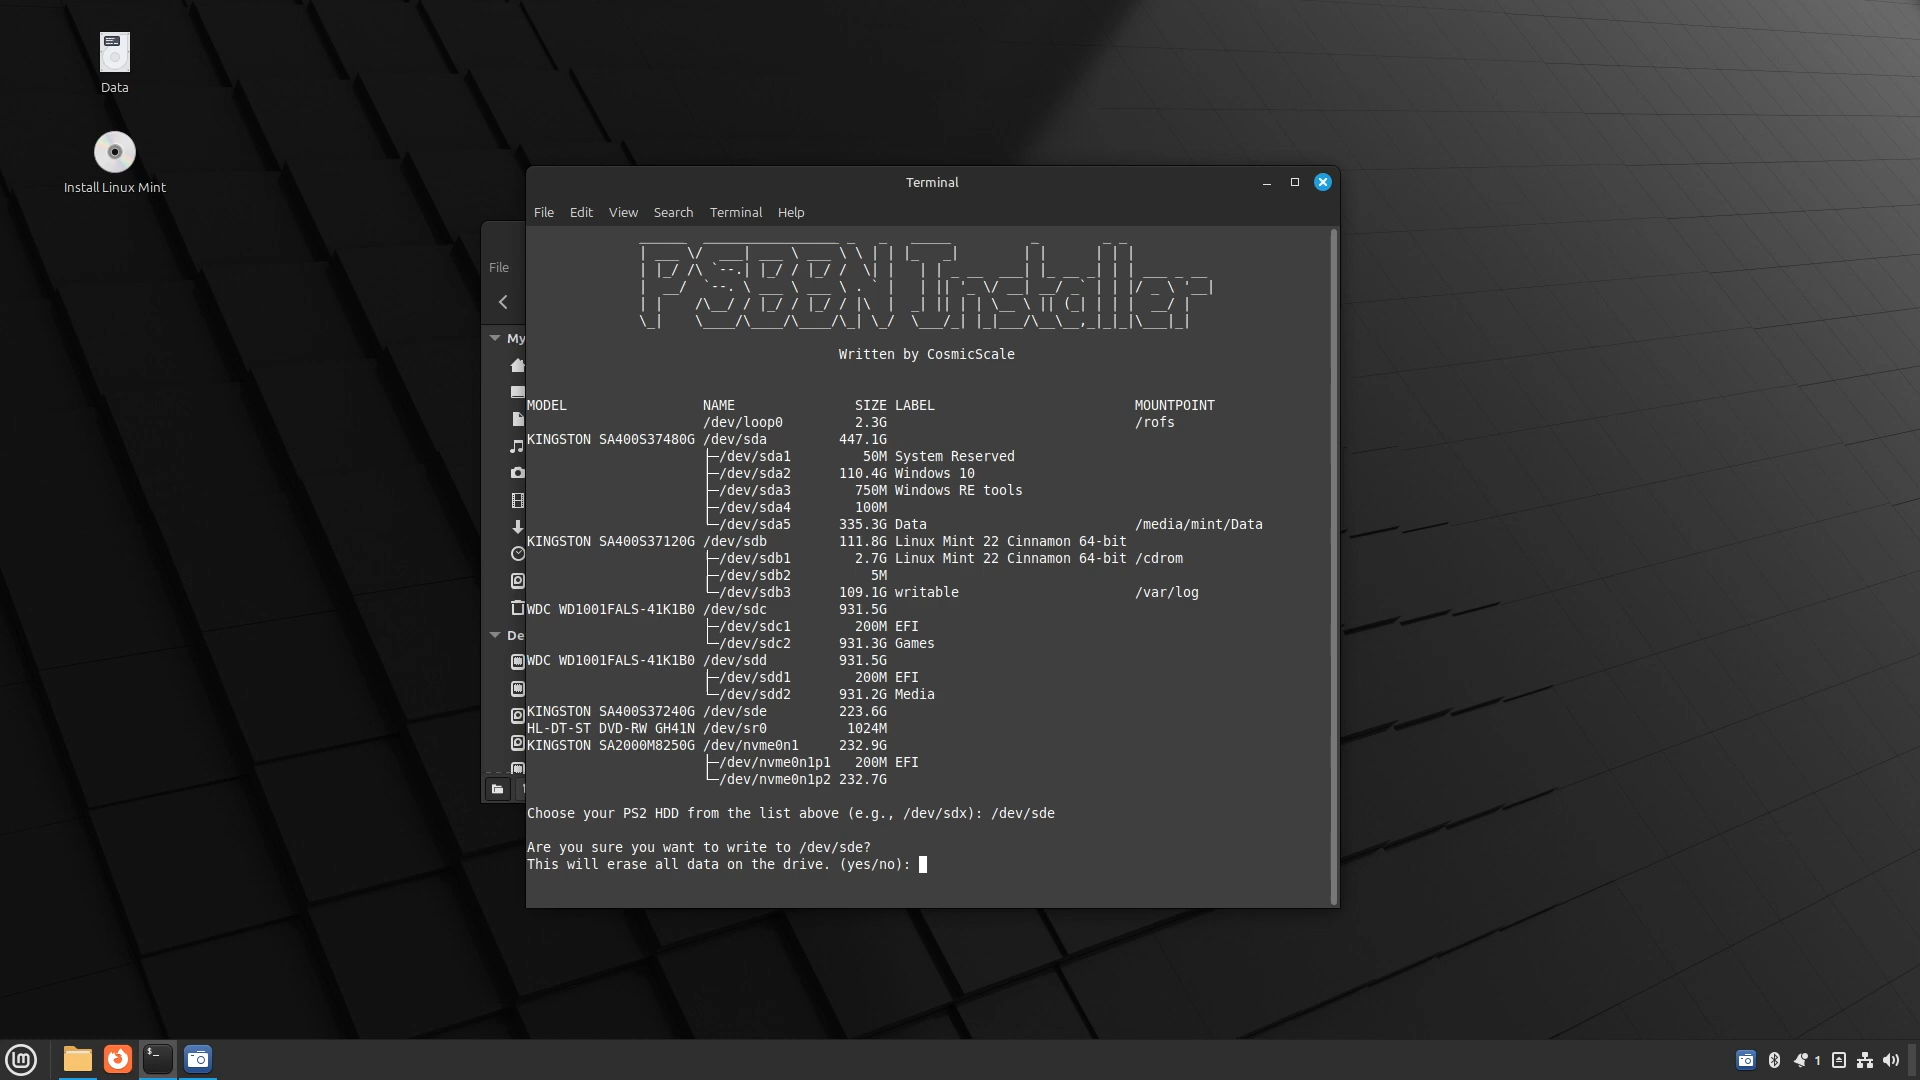 Data
Install Linux Mint
Terminal
File Edit View Search Terminal Help
File
My
De
PSBBN Installer
Written by CosmicScale
MODEL NAME SIZE LABEL MOUNTPOINT
/dev/loop0 2.3G /rofs
KINGSTON SA400S37480G /dev/sda 447.1G
├─/dev/sda1 50M System Reserved
├─/dev/sda2 110.4G Windows 10
├─/dev/sda3 750M Windows RE tools
├─/dev/sda4 100M
└─/dev/sda5 335.3G Data /media/mint/Data
KINGSTON SA400S37120G /dev/sdb 111.8G Linux Mint 22 Cinnamon 64-bit
├─/dev/sdb1 2.7G Linux Mint 22 Cinnamon 64-bit /cdrom
├─/dev/sdb2 5M
└─/dev/sdb3 109.1G writable /var/log
WDC WD1001FALS-41K1B0 /dev/sdc 931.5G
├─/dev/sdc1 200M EFI
└─/dev/sdc2 931.3G Games
WDC WD1001FALS-41K1B0 /dev/sdd 931.5G
├─/dev/sdd1 200M EFI
└─/dev/sdd2 931.2G Media
KINGSTON SA400S37240G /dev/sde 223.6G
HL-DT-ST DVD-RW GH41N /dev/sr0 1024M
KINGSTON SA2000M8250G /dev/nvme0n1 232.9G
├─/dev/nvme0n1p1 200M EFI
└─/dev/nvme0n1p2 232.7G
Choose your PS2 HDD from the list above (e.g., /dev/sdx): /dev/sde
Are you sure you want to write to /dev/sde?
This will erase all data on the drive. (yes/no):
1